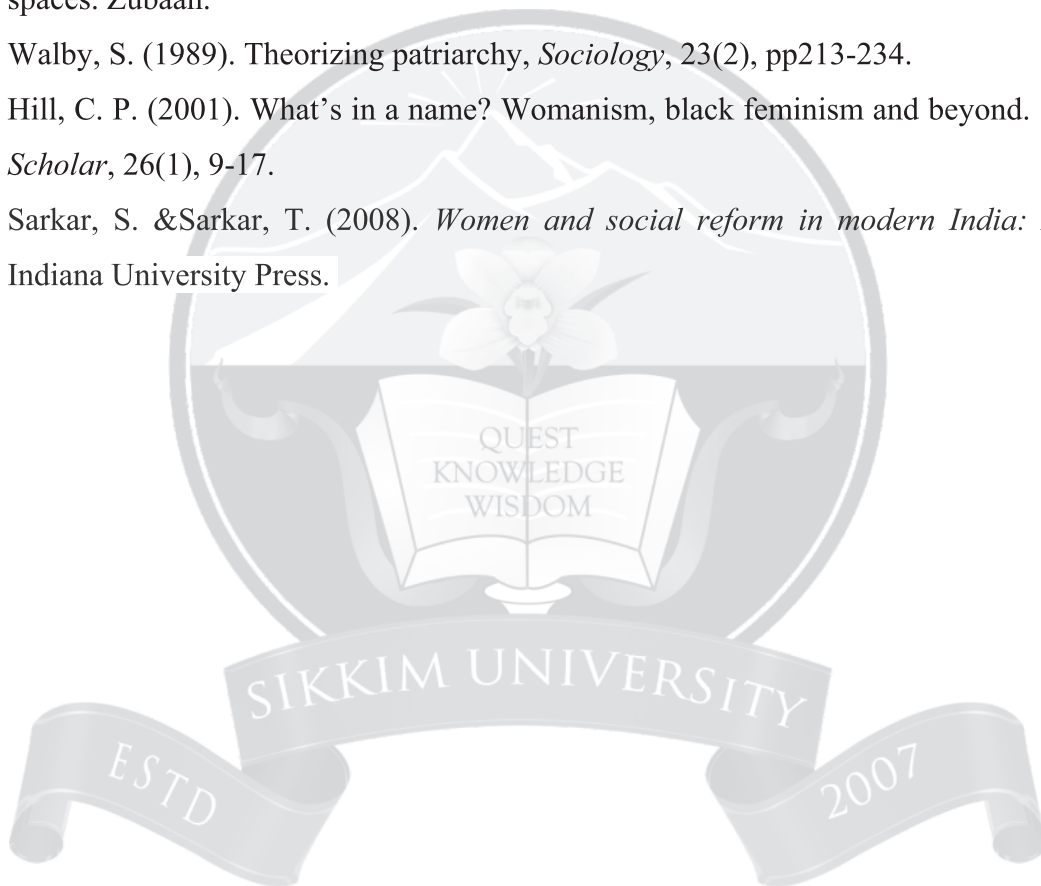 spaces. Zubaan.
Walby, S. (1989). Theorizing patriarchy, Sociology, 23(2), pp213-234.
Hill, C. P. (2001). What's in a name? Womanism, black feminism and beyond.
Scholar, 26(1), 9-17.
Sarkar, S. &Sarkar, T. (2008). Women and social reform in modern India:
Indiana University Press.
QUEST
KNOWLEDGE
WISDOM
SIKKIM UNIVERSITY
ESTD
2007